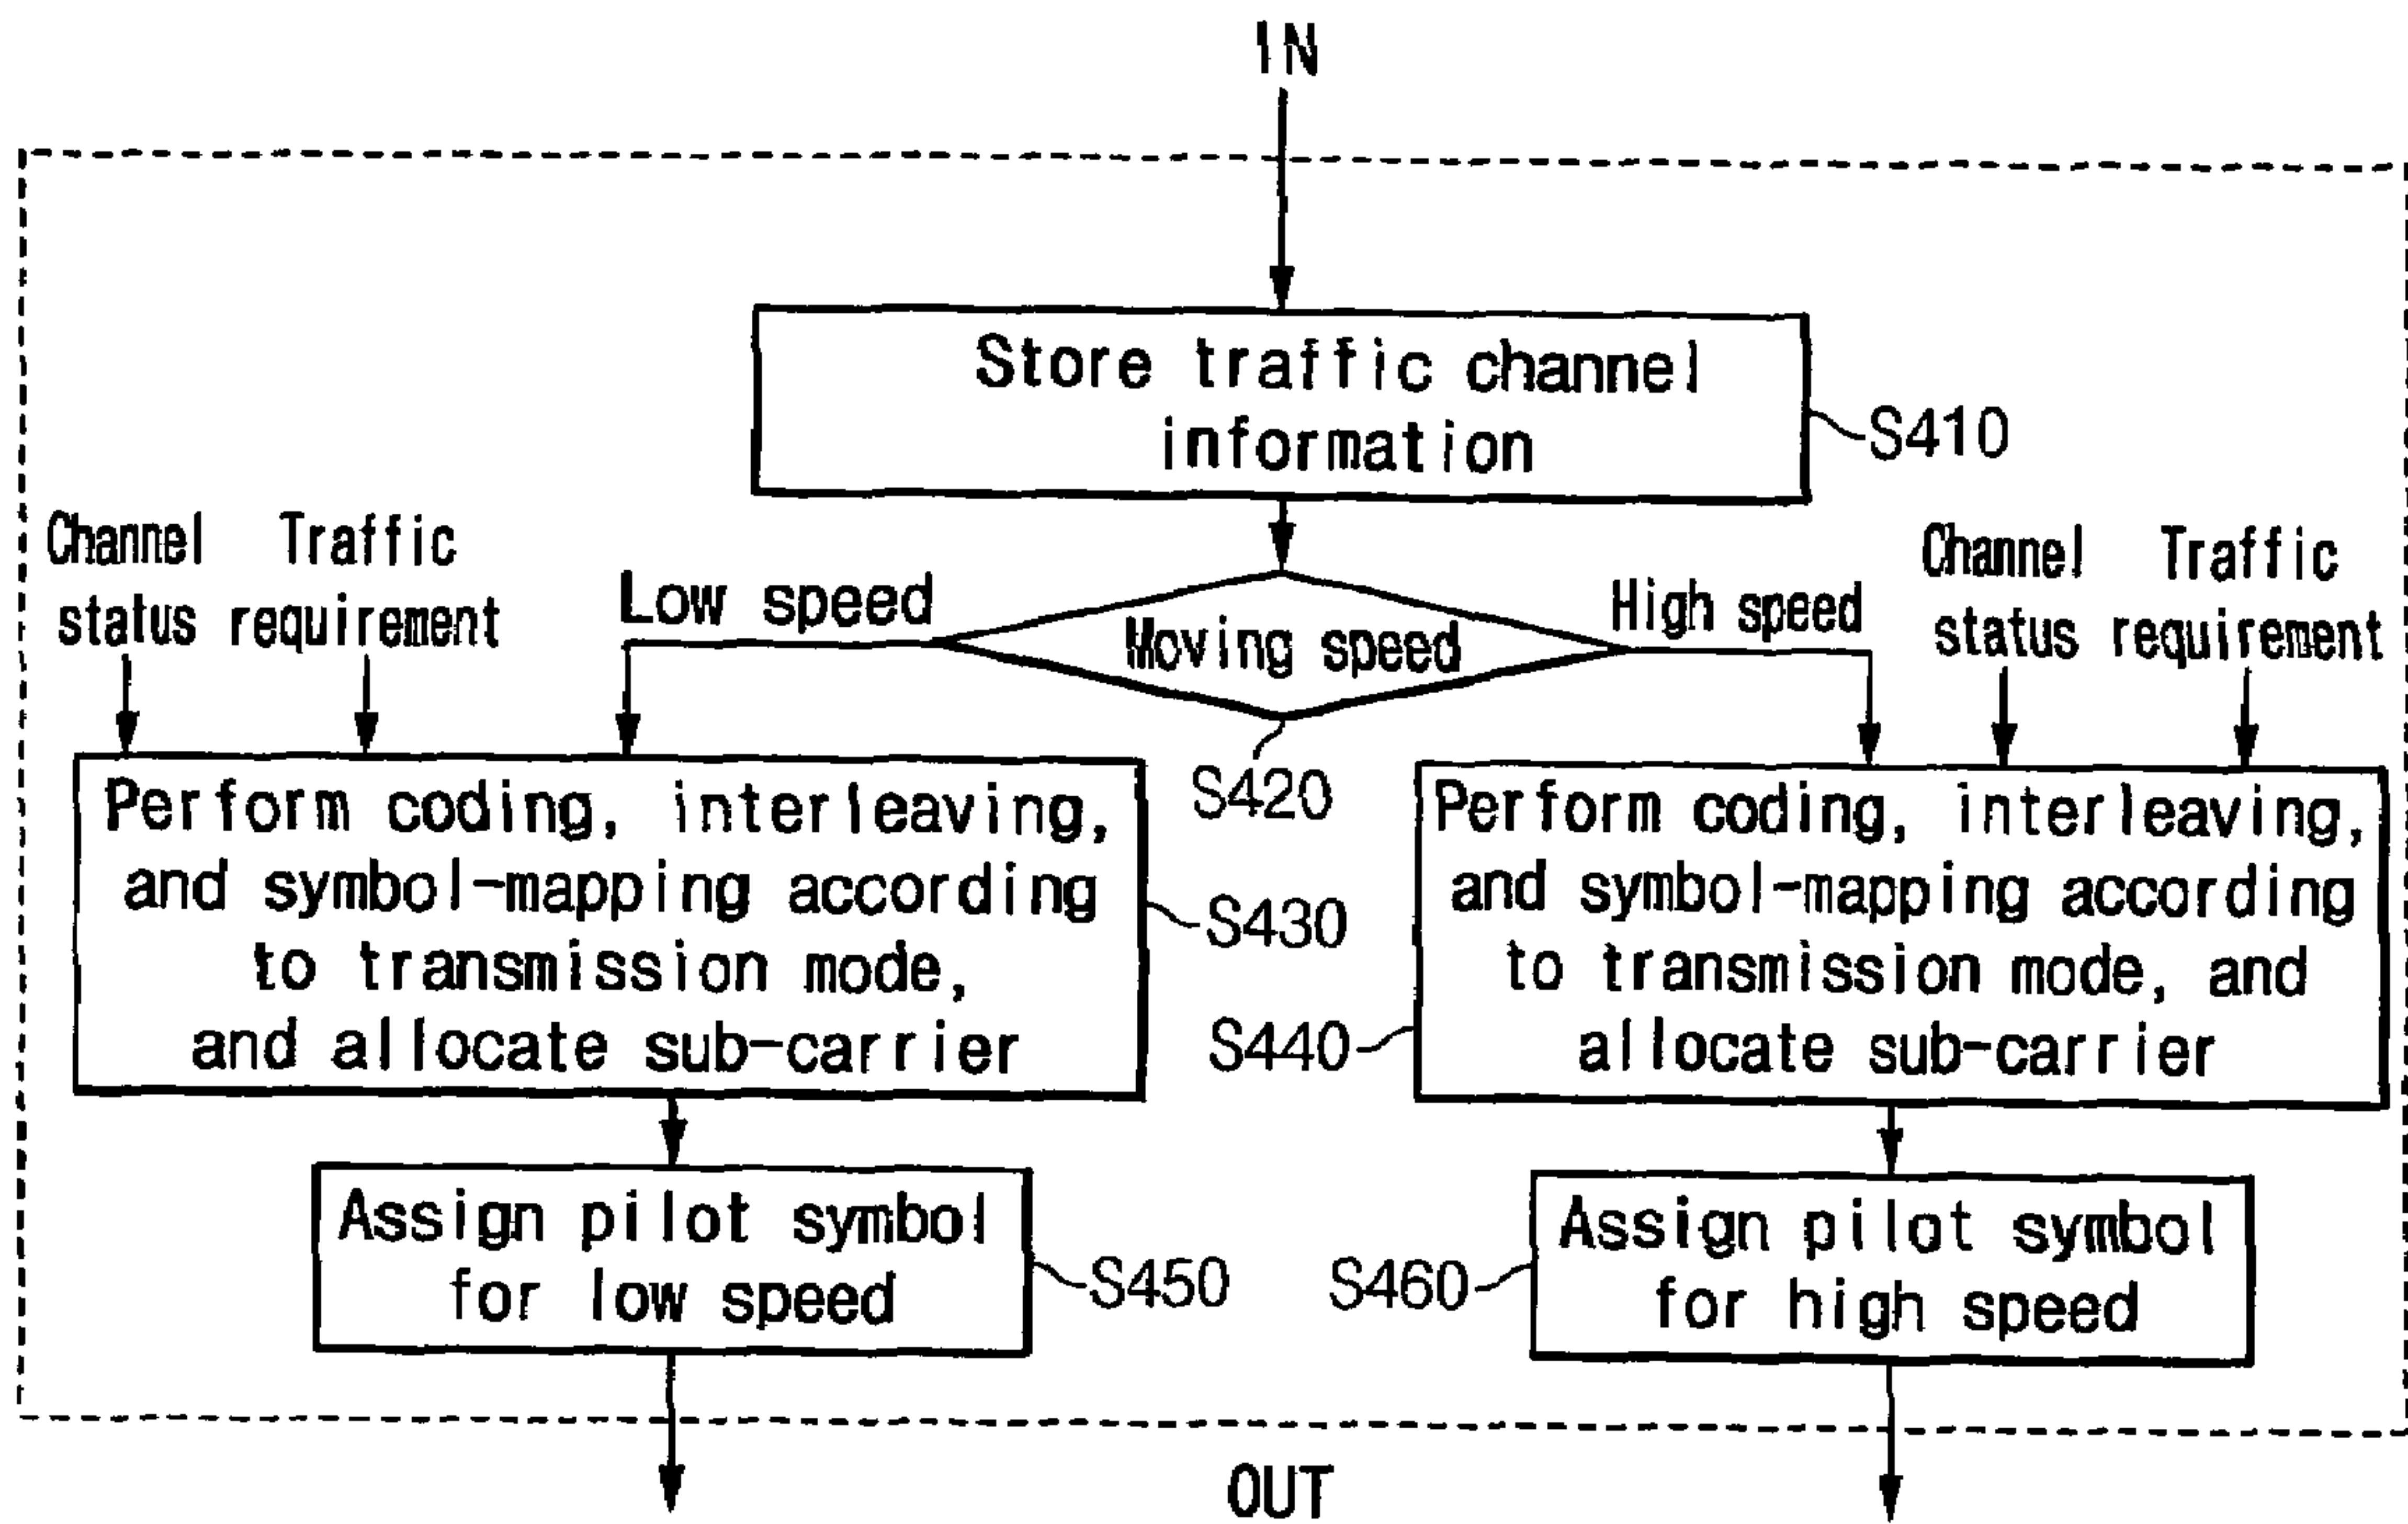 IN
Store traffic channel
information
S410
Channel Traffic
status requirement
Low speed
Moving speed
High speed
Channel Traffic
status requirement
S420
Perform coding, interleaving,
and symbol-mapping according
to transmission mode,
and allocate sub-carrier
S430
Perform coding, interleaving,
and symbol-mapping according
to transmission mode, and
allocate sub-carrier
S440
Assign pilot symbol
for low speed
S450
Assign pilot symbol
for high speed
S460
OUT